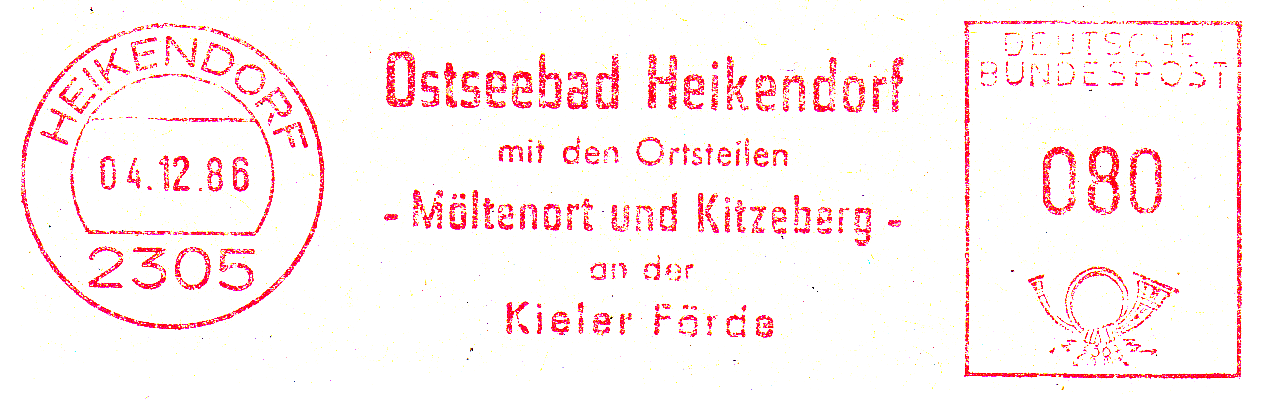 HEIKENDORF
04.12.86
2305
Ostseebad Heikendorf
mit den Ortsteilen
- Möltenort und Kitzeberg -
an der
Kieler Förde
DEUTSCHE
BUNDESPOST
080